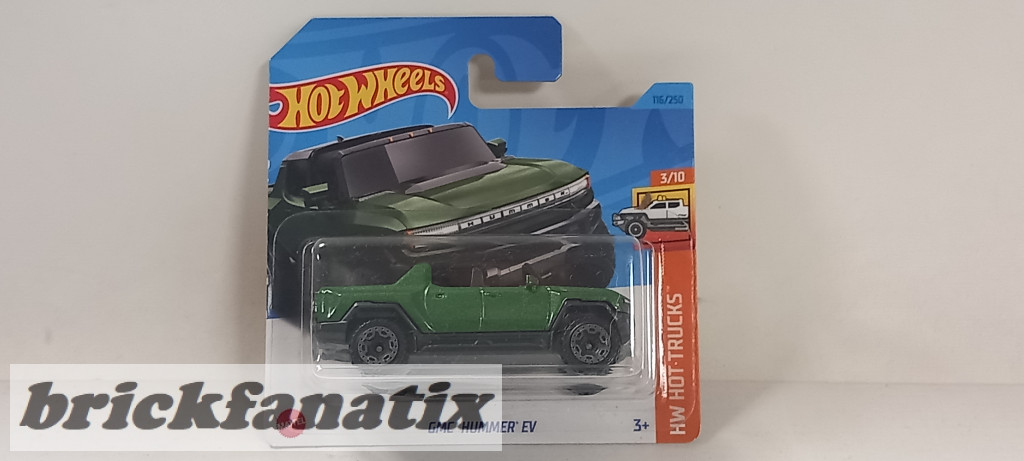 HOT WHEELS
116/250
3/10
HUMMER
HW HOT·TRUCKS
brickfanatix
GMC HUMMER EV
3+